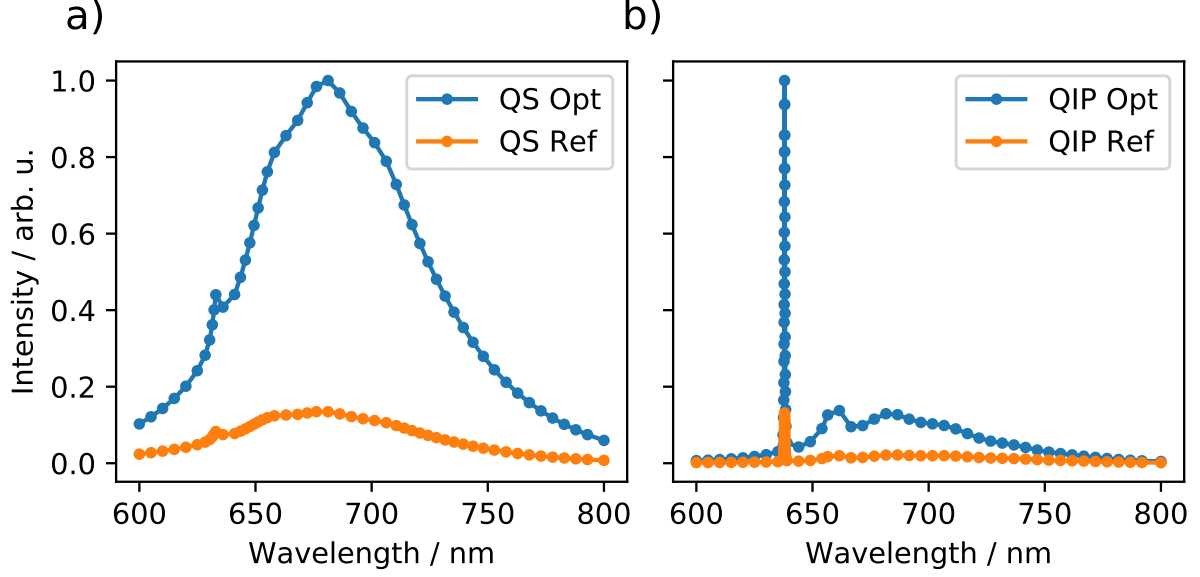 a)
Intensity / arb. u.
1.0
0.8
0.6
0.4
0.2
0.0
QS Opt
QS Ref
600 650 700 750 800
Wavelength / nm
b)
QIP Opt
QIP Ref
600 650 700 750 800
Wavelength / nm